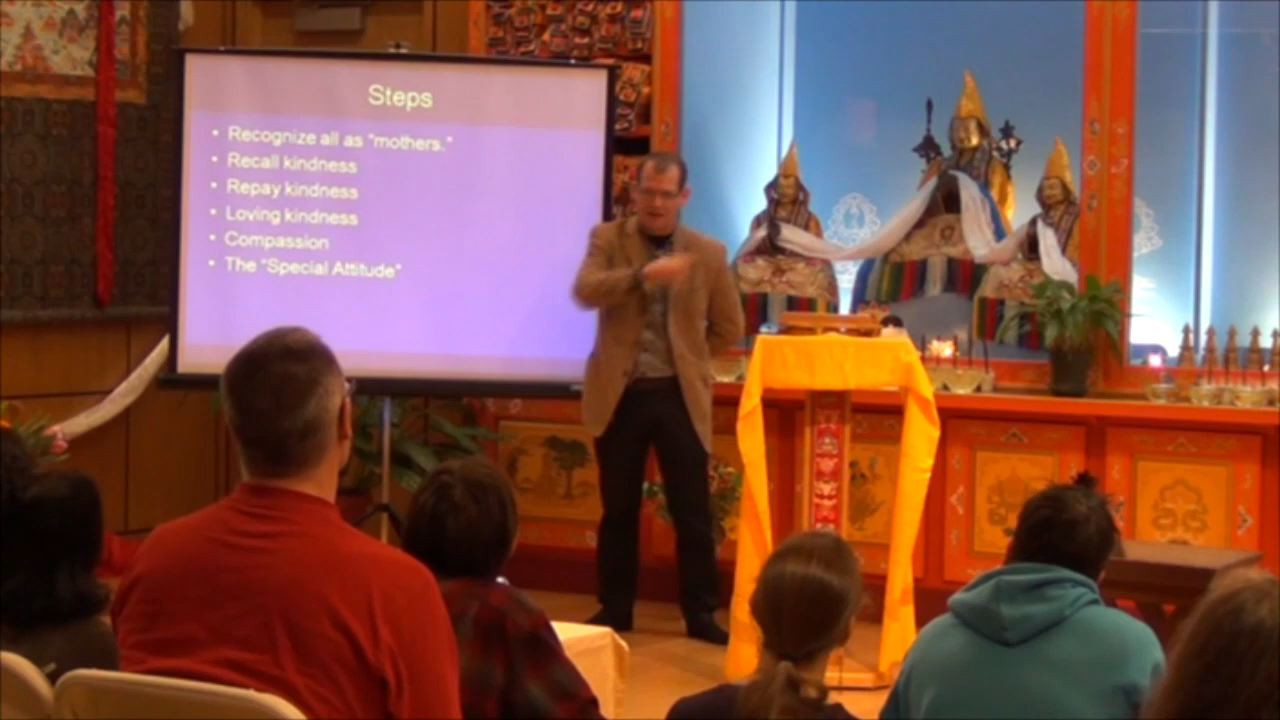 Steps
• Recognize all as "mothers."
• Recall kindness
• Repay kindness
• Loving kindness
• Compassion
• The "Special Attitude"